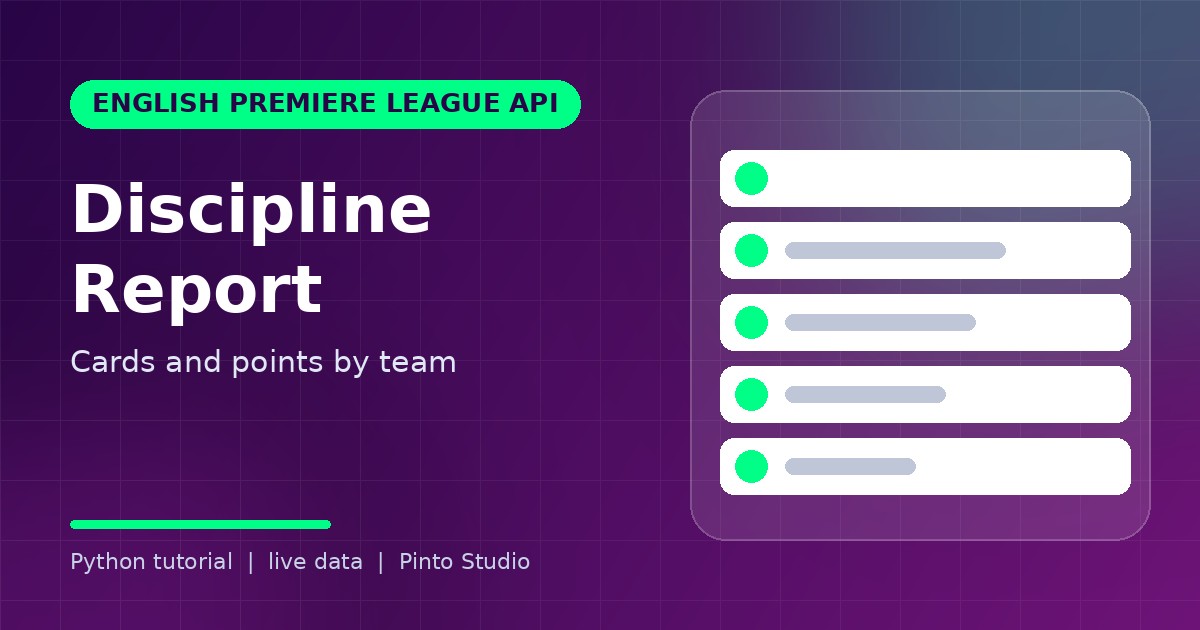 ENGLISH PREMIERE LEAGUE API
Discipline
Report
Cards and points by team
Python tutorial | live data | Pinto Studio